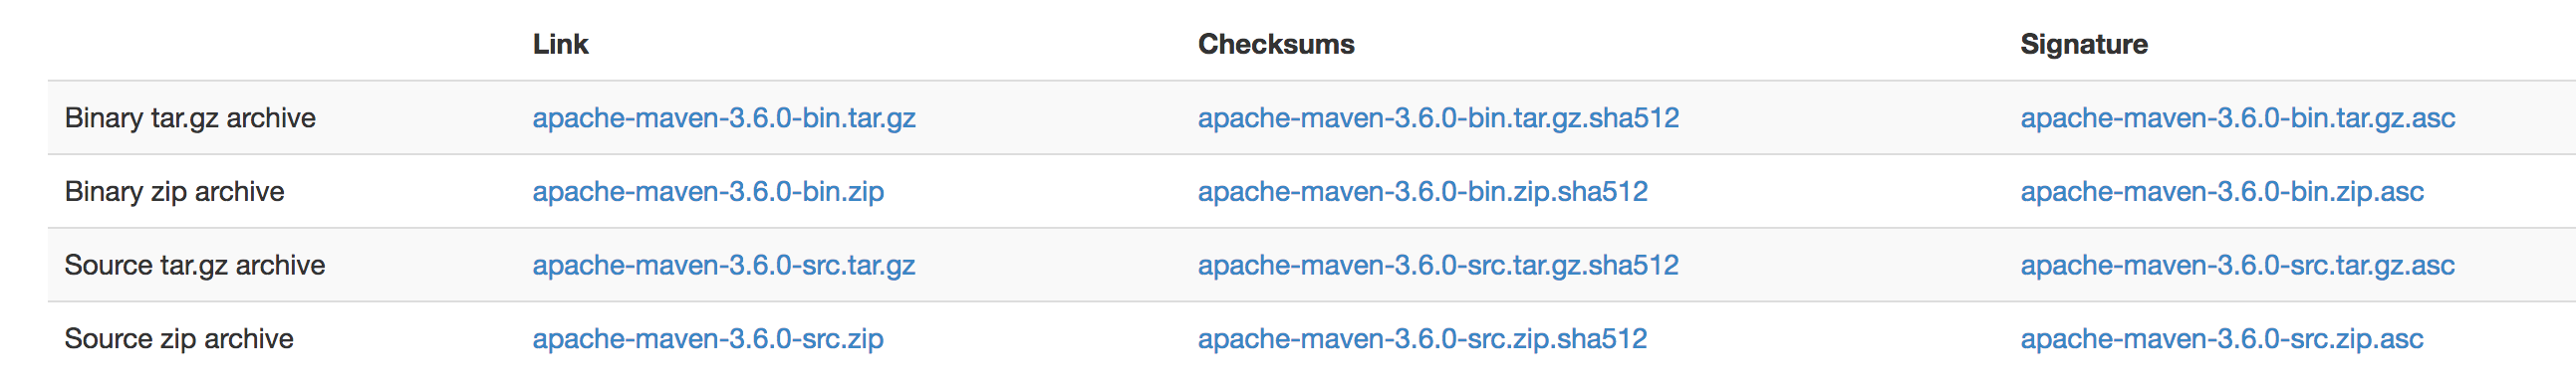 Link Checksums Signature
Binary tar.gz archive apache-maven-3.6.0-bin.tar.gz apache-maven-3.6.0-bin.tar.gz.sha512 apache-maven-3.6.0-bin.tar.gz.asc
Binary zip archive apache-maven-3.6.0-bin.zip apache-maven-3.6.0-bin.zip.sha512 apache-maven-3.6.0-bin.zip.asc
Source tar.gz archive apache-maven-3.6.0-src.tar.gz apache-maven-3.6.0-src.tar.gz.sha512 apache-maven-3.6.0-src.tar.gz.asc
Source zip archive apache-maven-3.6.0-src.zip apache-maven-3.6.0-src.zip.sha512 apache-maven-3.6.0-src.zip.asc